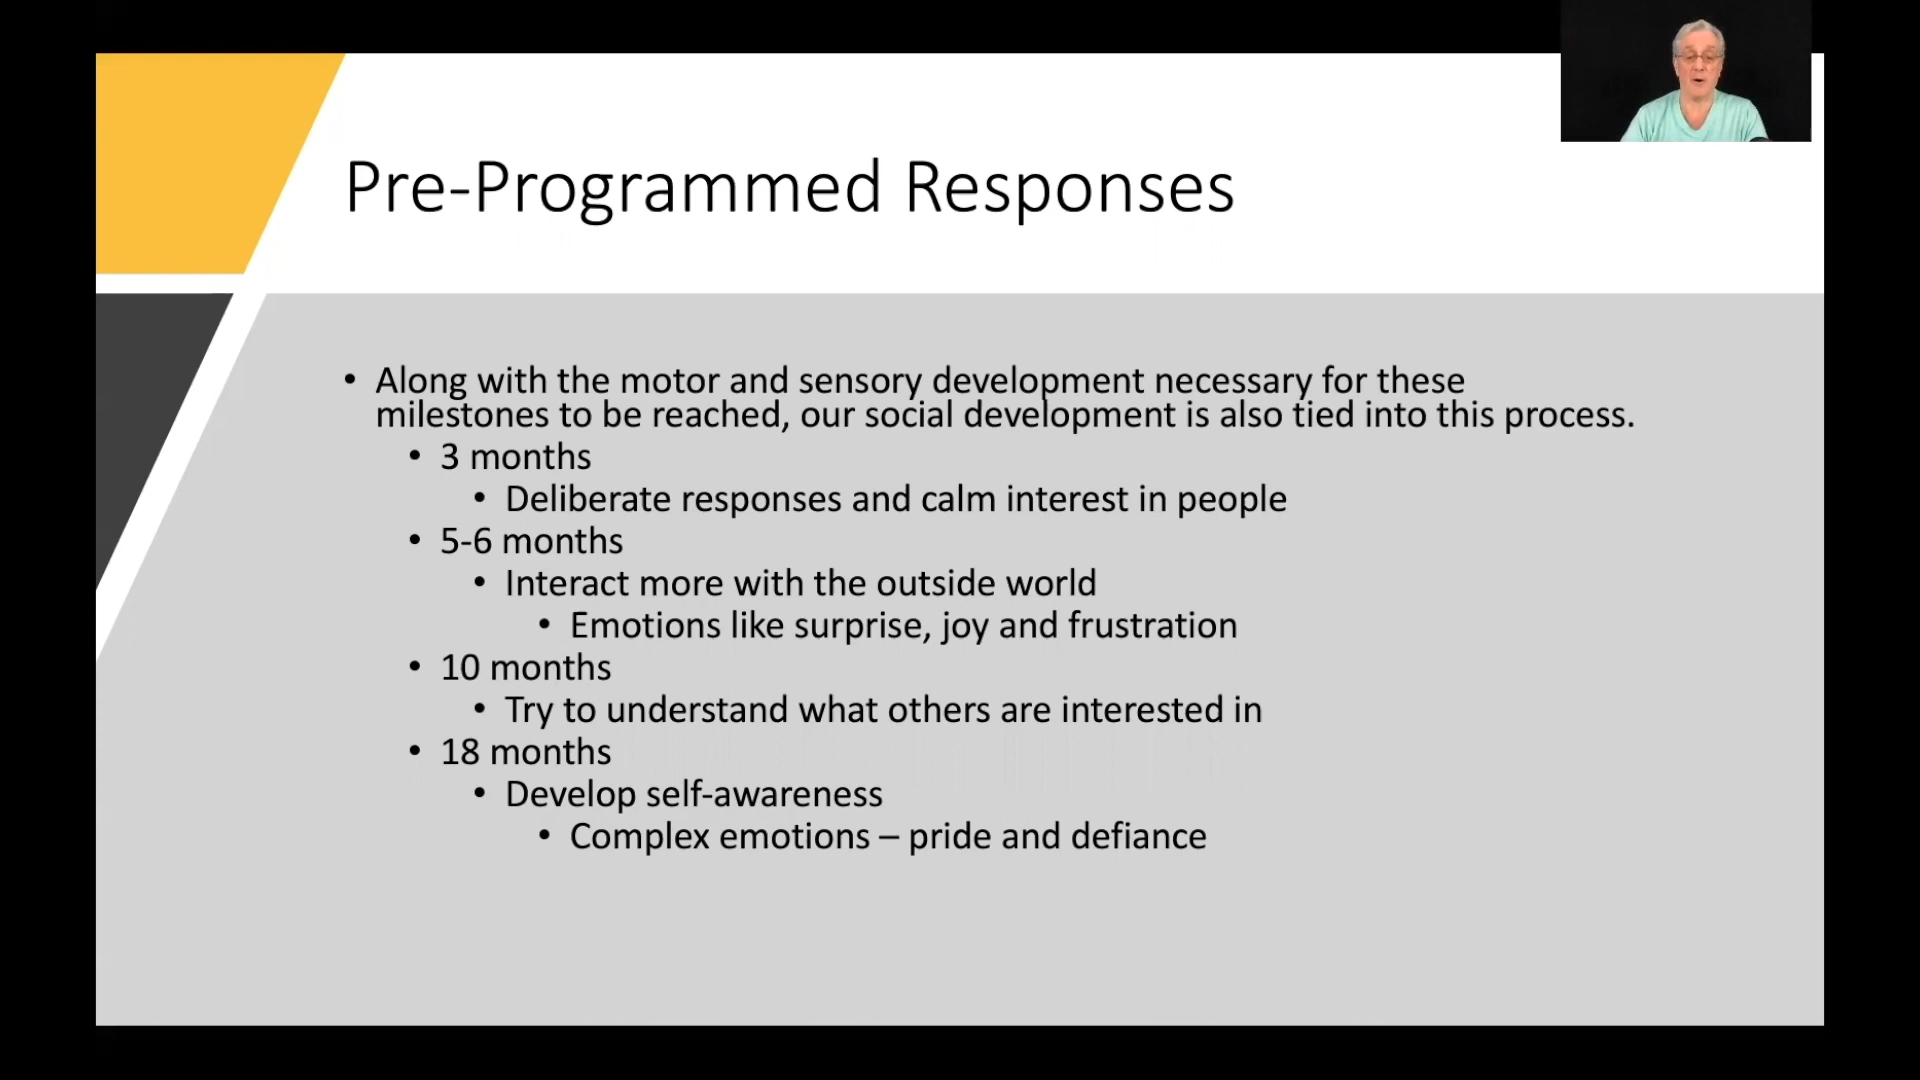 Pre-Programmed Responses
• Along with the motor and sensory development necessary for these
milestones to be reached, our social development is also tied into this process.
• 3 months
• Deliberate responses and calm interest in people
• 5-6 months
• Interact more with the outside world
• Emotions like surprise, joy and frustration
• 10 months
• Try to understand what others are interested in
• 18 months
• Develop self-awareness
• Complex emotions – pride and defiance